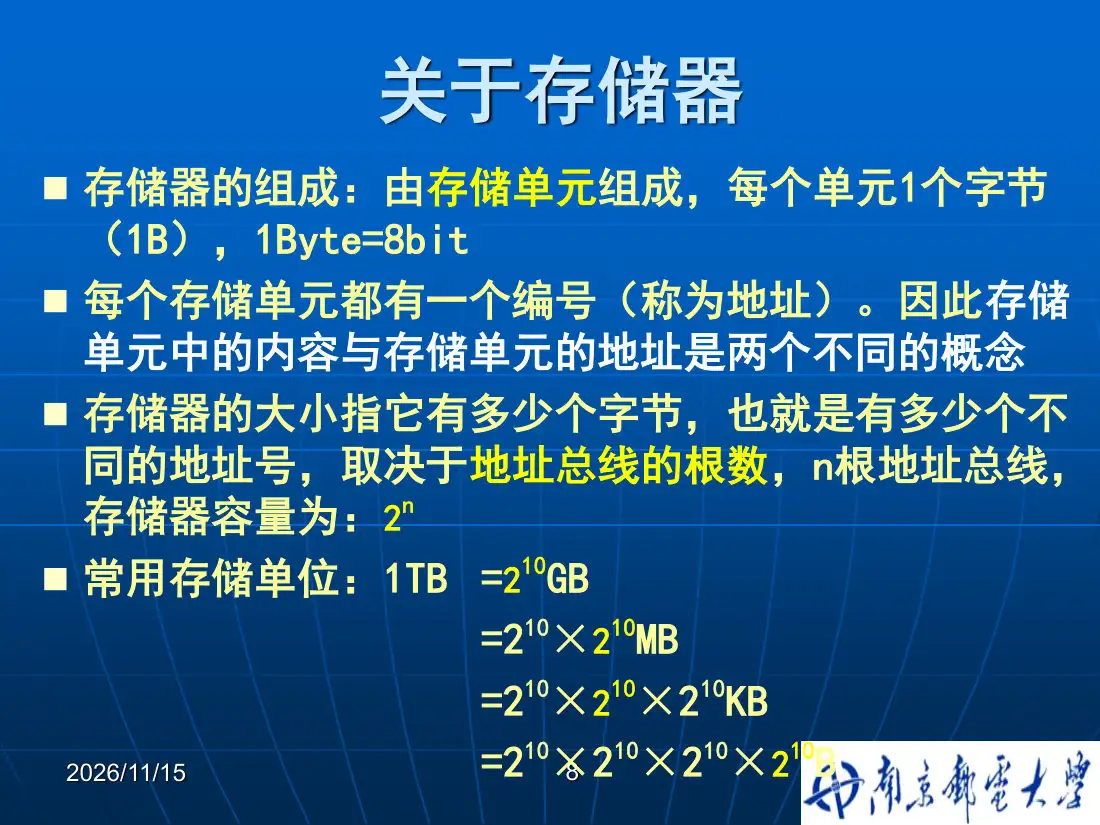 关于存储器
■ 存储器的组成：由存储单元组成，每个单元1个字节
（1B），1Byte=8bit
■ 每个存储单元都有一个编号（称为地址）。因此存储
单元中的内容与存储单元的地址是两个不同的概念
■ 存储器的大小指它有多少个字节，也就是有多少个不
同的地址号，取决于地址总线的根数，n根地址总线，
存储器容量为：2ⁿ
■ 常用存储单位：1TB =2¹⁰GB
=2¹⁰×2¹⁰MB
=2¹⁰×2¹⁰×2¹⁰KB
=2¹⁰×2¹⁰×2¹⁰×2¹⁰B
2026/11/15
8
南京郵電大學